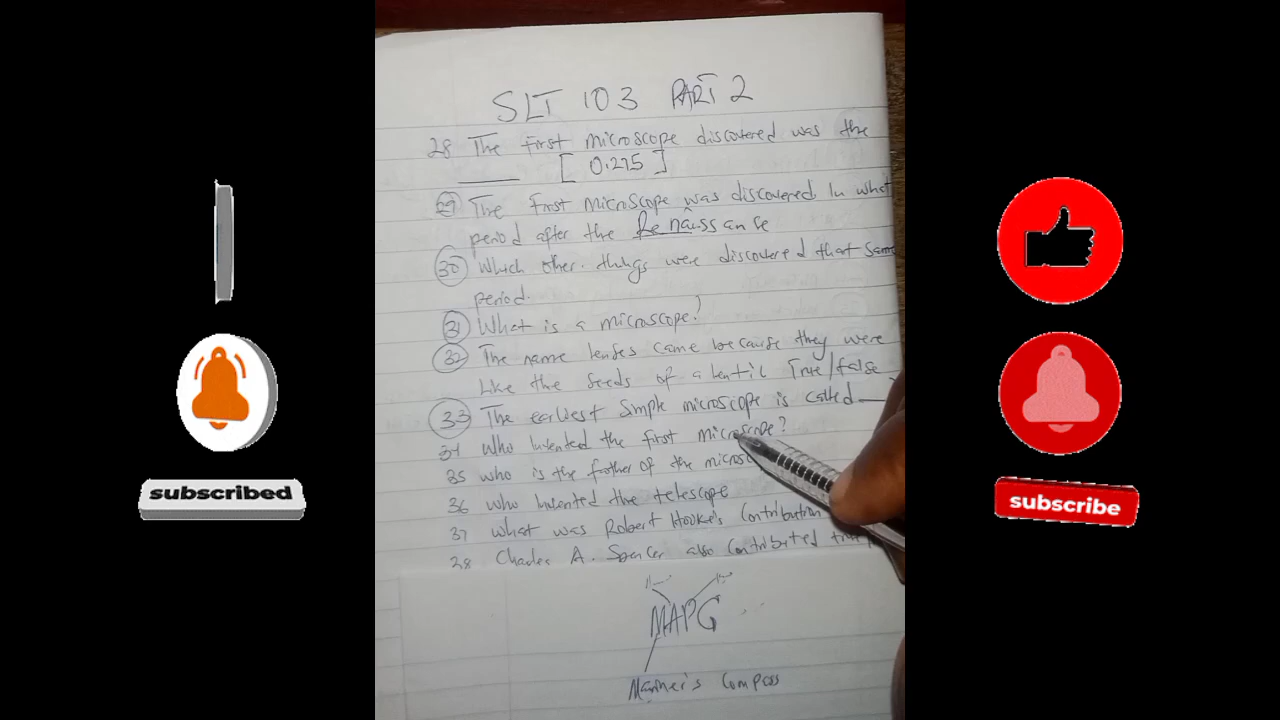 SLT 103 PART 2
28 The first microscope discovered was the
____ [ 0.275 ]
29 The first microscope was discovered in what
period after the Renaussanse
30 Which other things were discovered that same
period.
31 What is a microscope?
32 The name lenses came because they were
Like the seeds of a lentil True/false
33 The earliest Simple microscope is called __
34 Who invented the first microscope?
35 who is the father of the
36 who invented the telescope
37 what was Robert Hooke's Contribution
38 Charles A. Spencer also contributed
MAPG
Mariner's Compass
subscribed
subscribe